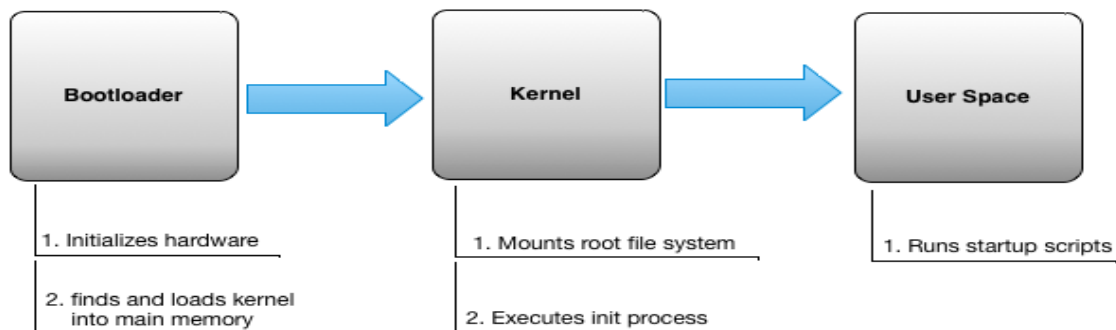 Bootloader
Kernel
User Space
1. Initializes hardware
2. finds and loads kernel
into main memory
1. Mounts root file system
2. Executes init process
1. Runs startup scripts